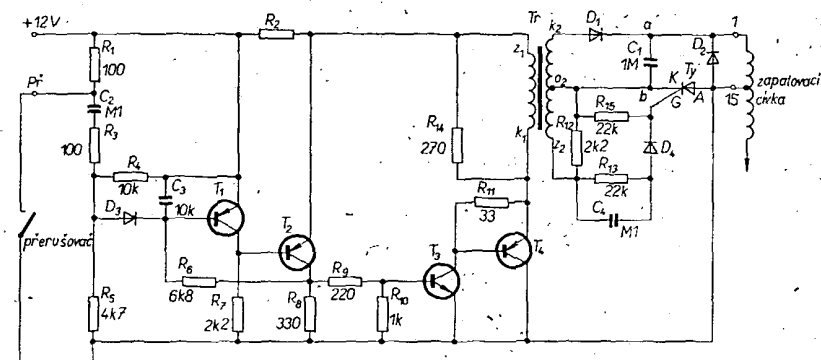 +12V
R1
100
Př
C2
M1
R3
100
R4
10k
C3
10k
D3
přerušovač
R5
4k7
R6
6k8
T1
R7
2k2
T2
R8
330
R2
R9
220
R10
1k
R14
270
R11
33
T3
T4
Tr
z1
k1
k2
o2
z2
D1
a
C1
1M
D2
1
b
K
Ty
G
A
15
zapalovací
cívka
R15
22k
R12
2k2
D4
R13
22k
C4
M1